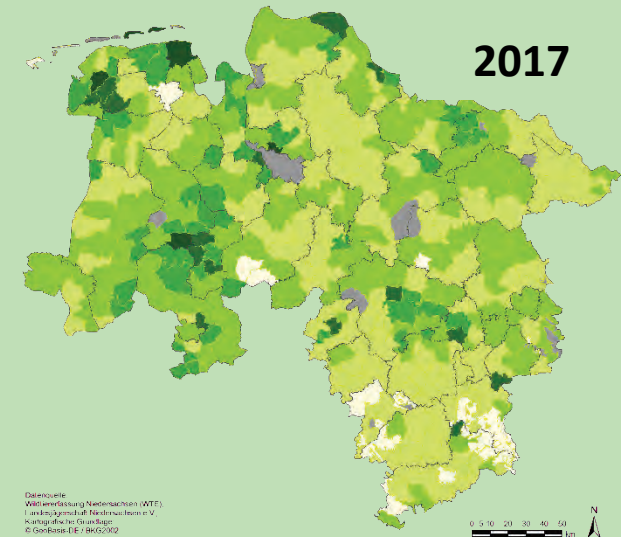 2017
Datenquelle
Wildtiererfassung Niedersachsen (WTE),
Landesjägerschaft Niedersachsen e.V.,
Kartografische Grundlage
© GeoBasis-DE / BKG2002
N
0 5 10 20 30 40 50
km